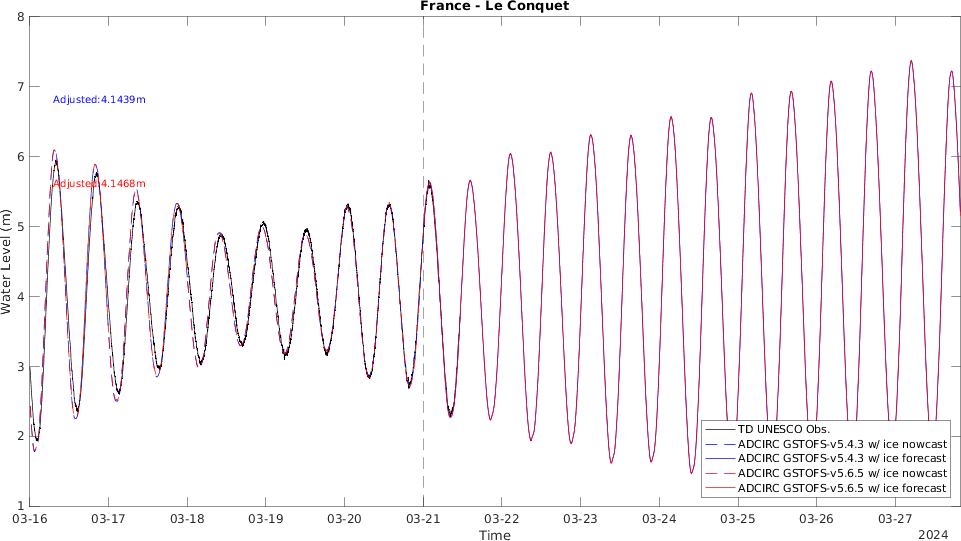 France - Le Conquet
8
7
6
5
4
3
2
1
Water Level (m)
Adjusted:4.1439m
Adjusted:4.1468m
TD UNESCO Obs.
ADCIRC GSTOFS-v5.4.3 w/ ice nowcast
ADCIRC GSTOFS-v5.4.3 w/ ice forecast
ADCIRC GSTOFS-v5.6.5 w/ ice nowcast
ADCIRC GSTOFS-v5.6.5 w/ ice forecast
03-16 03-17 03-18 03-19 03-20 03-21 03-22 03-23 03-24 03-25 03-26 03-27
Time
2024